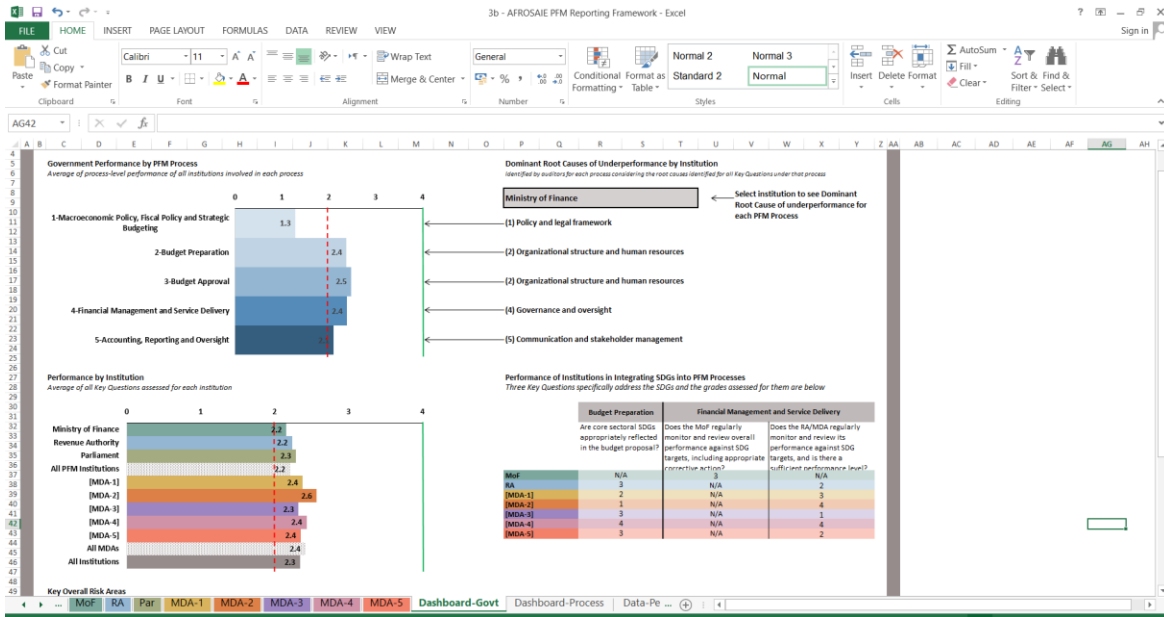 3b - AFROSAIE PFM Reporting Framework - Excel
?
Sign in
FILE HOME INSERT PAGE LAYOUT FORMULAS DATA REVIEW VIEW
Cut
Copy
Format Painter
Paste
Calibri 11
B I U
Wrap Text
Merge & Center
General
Conditional Formatting
Format as Table
Normal 2 Normal 3
Standard 2 Normal
Insert Delete Format
AutoSum
Fill
Clear
Sort & Filter
Find & Select
Clipboard Font Alignment Number Styles Cells Editing
AG42
fx
A B C D E F G H I J K L M N O P Q R S T U V W X Y Z AA AB AC AD AE AF AG AH
Government Performance by PFM Process
Average of process-level performance of all institutions involved in each process
0 1 2 3 4
1-Macroeconomic Policy, Fiscal Policy and Strategic Budgeting 1.3
2-Budget Preparation 2.4
3-Budget Approval 2.5
4-Financial Management and Service Delivery 2.4
5-Accounting, Reporting and Oversight
Dominant Root Causes of Underperformance by Institution
Identified by auditors for each process considering the root causes identified for all Key Questions under that process
Ministry of Finance
Select institution to see Dominant
Root Cause of underperformance for
each PFM Process
(1) Policy and legal framework
(2) Organizational structure and human resources
(2) Organizational structure and human resources
(4) Governance and oversight
(5) Communication and stakeholder management
Performance by Institution
Average of all Key Questions assessed for each institution
0 1 2 3 4
Ministry of Finance 2.2
Revenue Authority 2.2
Parliament 2.3
All PFM Institutions 2.2
[MDA-1] 2.4
[MDA-2] 2.6
[MDA-3] 2.3
[MDA-4] 2.4
[MDA-5] 2.4
All MDAs 2.4
All Institutions 2.3
Performance of Institutions in Integrating SDGs into PFM Processes
Three Key Questions specifically address the SDGs and the grades assessed for them are below
Budget Preparation Financial Management and Service Delivery
Are core sectoral SDGs appropriately reflected in the budget proposal?
Does the MoF regularly monitor and review overall performance against SDG targets, including appropriate corrective action?
Does the RA/MDA regularly monitor and review its performance against SDG targets, and is there a sufficient performance level?
MoF N/A 3 N/A
RA 3 N/A 2
[MDA-1] 2 N/A 3
[MDA-2] 1 N/A 4
[MDA-3] 3 N/A 1
[MDA-4] 4 N/A 4
[MDA-5] 3 N/A 2
Key Overall Risk Areas
... MoF RA Par MDA-1 MDA-2 MDA-3 MDA-4 MDA-5 Dashboard-Govt Dashboard-Process Data-Pe ...